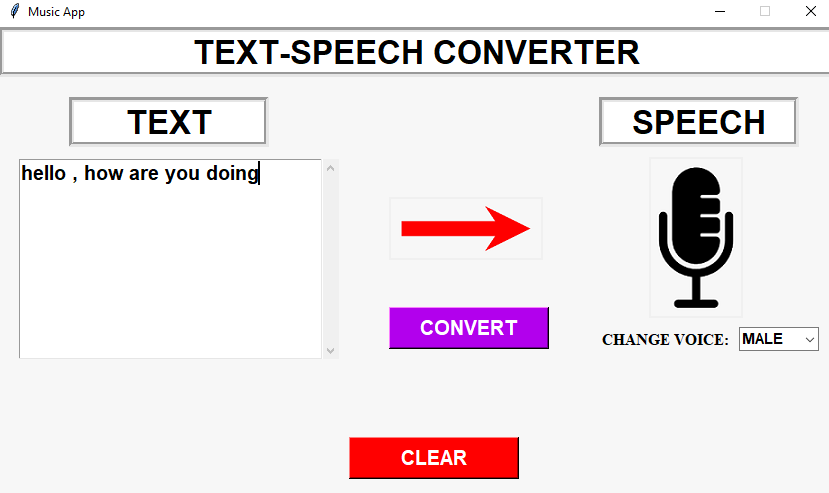 Music App
TEXT-SPEECH CONVERTER
TEXT
SPEECH
hello , how are you doing
CONVERT
CHANGE VOICE: MALE
CLEAR